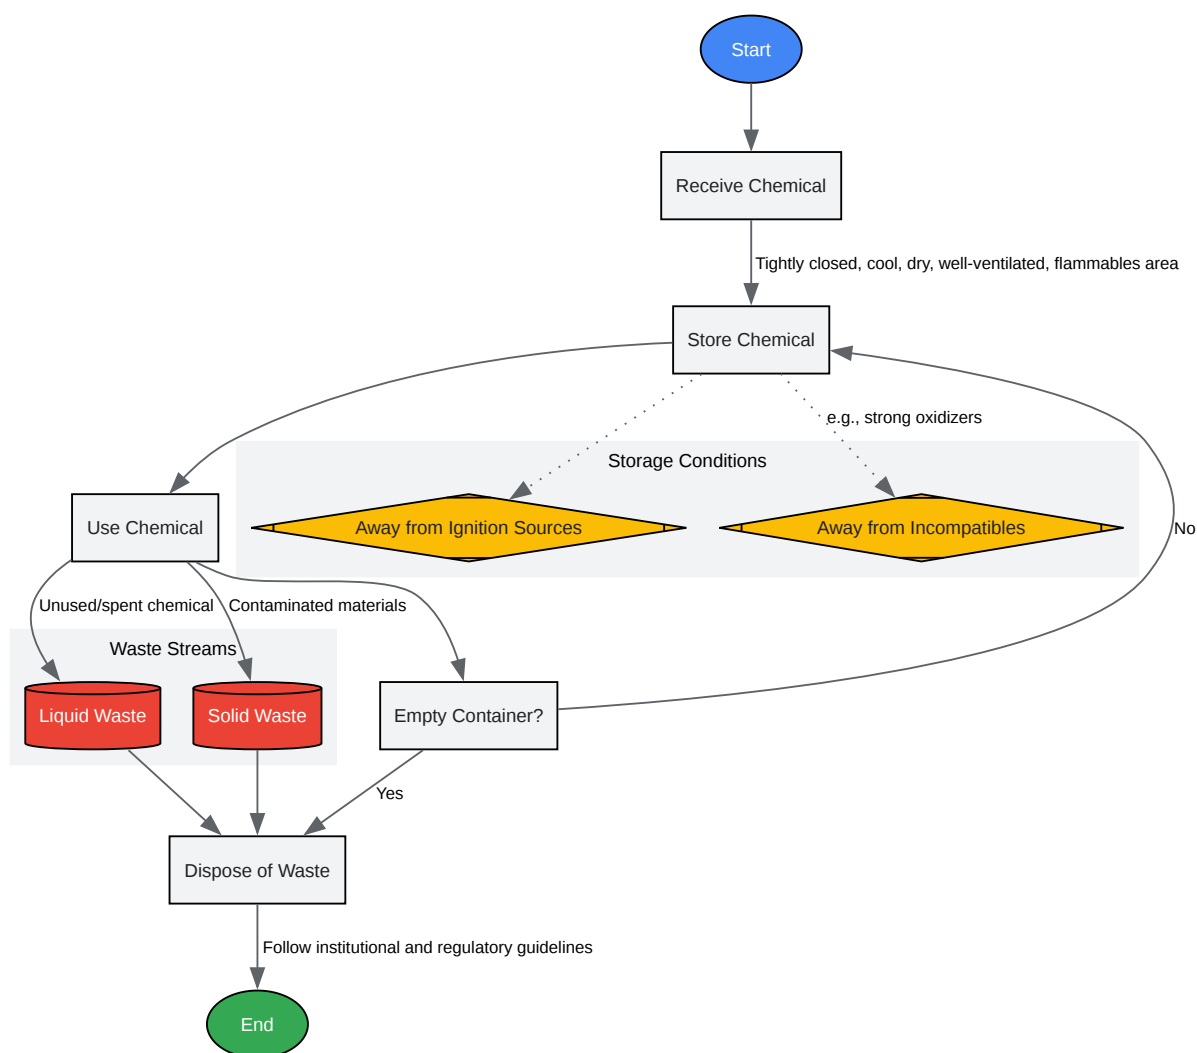 Start
Receive Chemical
Tightly closed, cool, dry, well-ventilated, flammables area
Store Chemical
e.g., strong oxidizers
Storage Conditions
Use Chemical
Away from Ignition Sources
Away from Incompatibles
No
Unused/spent chemical
Contaminated materials
Waste Streams
Liquid Waste
Solid Waste
Empty Container?
Yes
Dispose of Waste
Follow institutional and regulatory guidelines
End